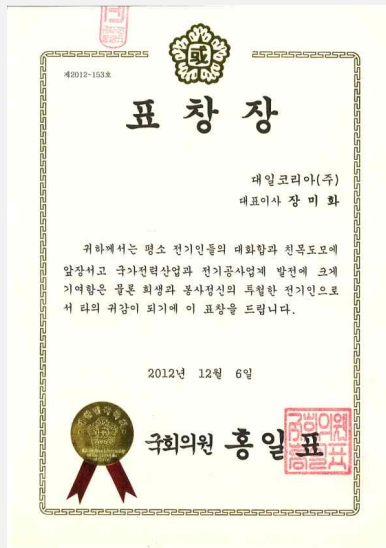 제2012-153호
표창장
대일코리아(주)
대표이사 장미화
귀하께서는 평소 전기인들의 대화합과 친목도모에
앞장서고 국가전력산업과 전기공사업계 발전에 크게
기여함은 물론 희생과 봉사정신의 투철한 전기인으로
서 타의 귀감이 되기에 이 표창을 드립니다.
2012년 12월 6일
국회의원 홍일표